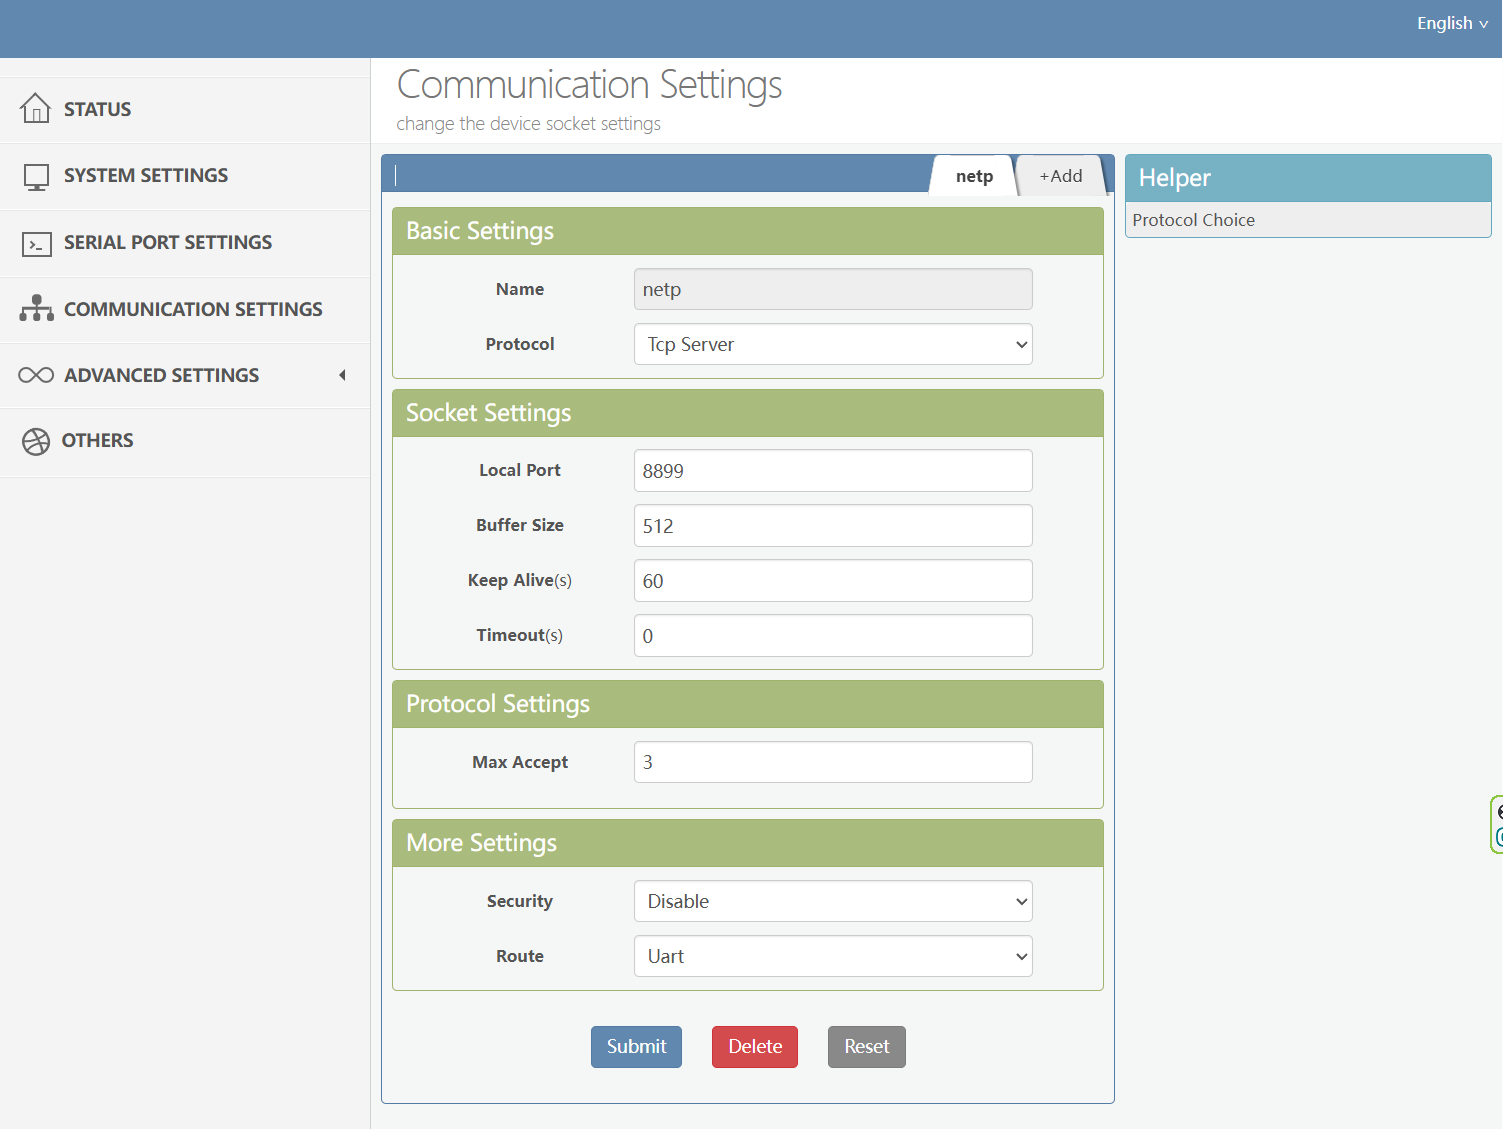 English
Communication Settings
change the device socket settings
STATUS
SYSTEM SETTINGS
SERIAL PORT SETTINGS
COMMUNICATION SETTINGS
ADVANCED SETTINGS
OTHERS
netp
+Add
Basic Settings
Name netp
Protocol Tcp Server
Socket Settings
Local Port 8899
Buffer Size 512
Keep Alive(s) 60
Timeout(s) 0
Protocol Settings
Max Accept 3
More Settings
Security Disable
Route Uart
Submit Delete Reset
Helper
Protocol Choice